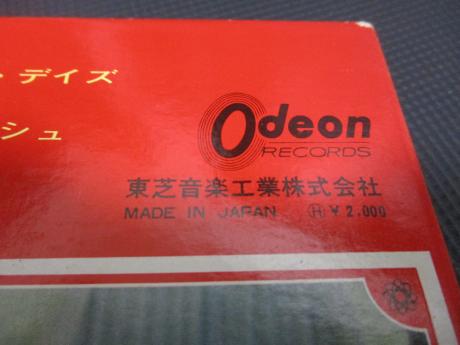 ・デイズ
シュ
Odeon
RECORDS
東芝音楽工業株式会社
MADE IN JAPAN Ⓗ ¥2,000